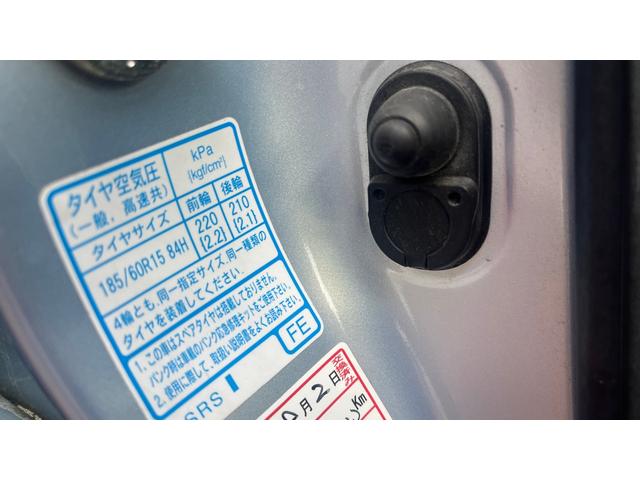 タイヤ空気圧
(一般、高速共)
kPa
{kgf/cm²}
タイヤサイズ 前輪 後輪
185/60R15 84H 220 210
{2.2} {2.1}
4輪とも、同一指定サイズ、同一種類の
タイヤを装着してください。
1. この車はスペアタイヤは搭載しておりません。
パンク時は車載のパンク応急修理キットをご使用下さい。
2. 使用に際して、取扱い説明書をよくお読み下さい。
FE
SRS
月2日
交換済み
Km